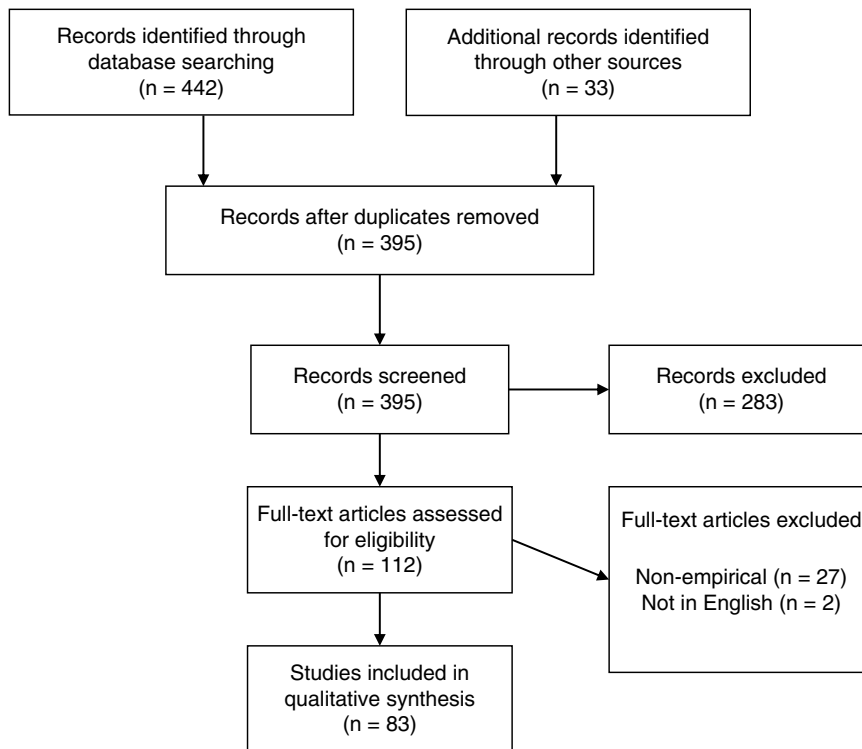 Records identified through
database searching
(n = 442)
Additional records identified
through other sources
(n = 33)
Records after duplicates removed
(n = 395)
Records screened
(n = 395)
Records excluded
(n = 283)
Full-text articles assessed
for eligibility
(n = 112)
Full-text articles excluded
Non-empirical (n = 27)
Not in English (n = 2)
Studies included in
qualitative synthesis
(n = 83)